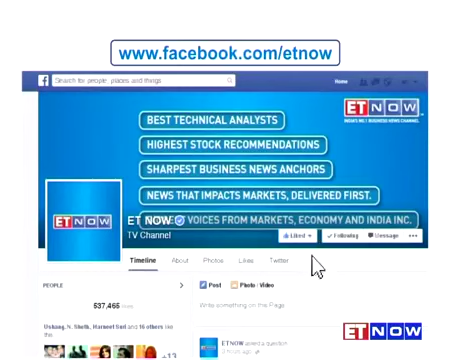 www.facebook.com/etnow
Search for people, places and things
Home
ET NOW
INDIA'S NO.1 BUSINESS NEWS CHANNEL
BEST TECHNICAL ANALYSTS
HIGHEST STOCK RECOMMENDATIONS
SHARPEST BUSINESS NEWS ANCHORS
NEWS THAT IMPACTS MARKETS, DELIVERED FIRST.
VOICES FROM MARKETS, ECONOMY AND INDIA INC.
ET NOW
ET NOW
TV Channel
Liked
Following
Message
Timeline About Photos Likes Twitter
PEOPLE
Post Photo / Video
537,465 likes
Write something on this Page
Harneet Suri and 16 others like
this.
+13
ETNOW asked a question
ET NOW